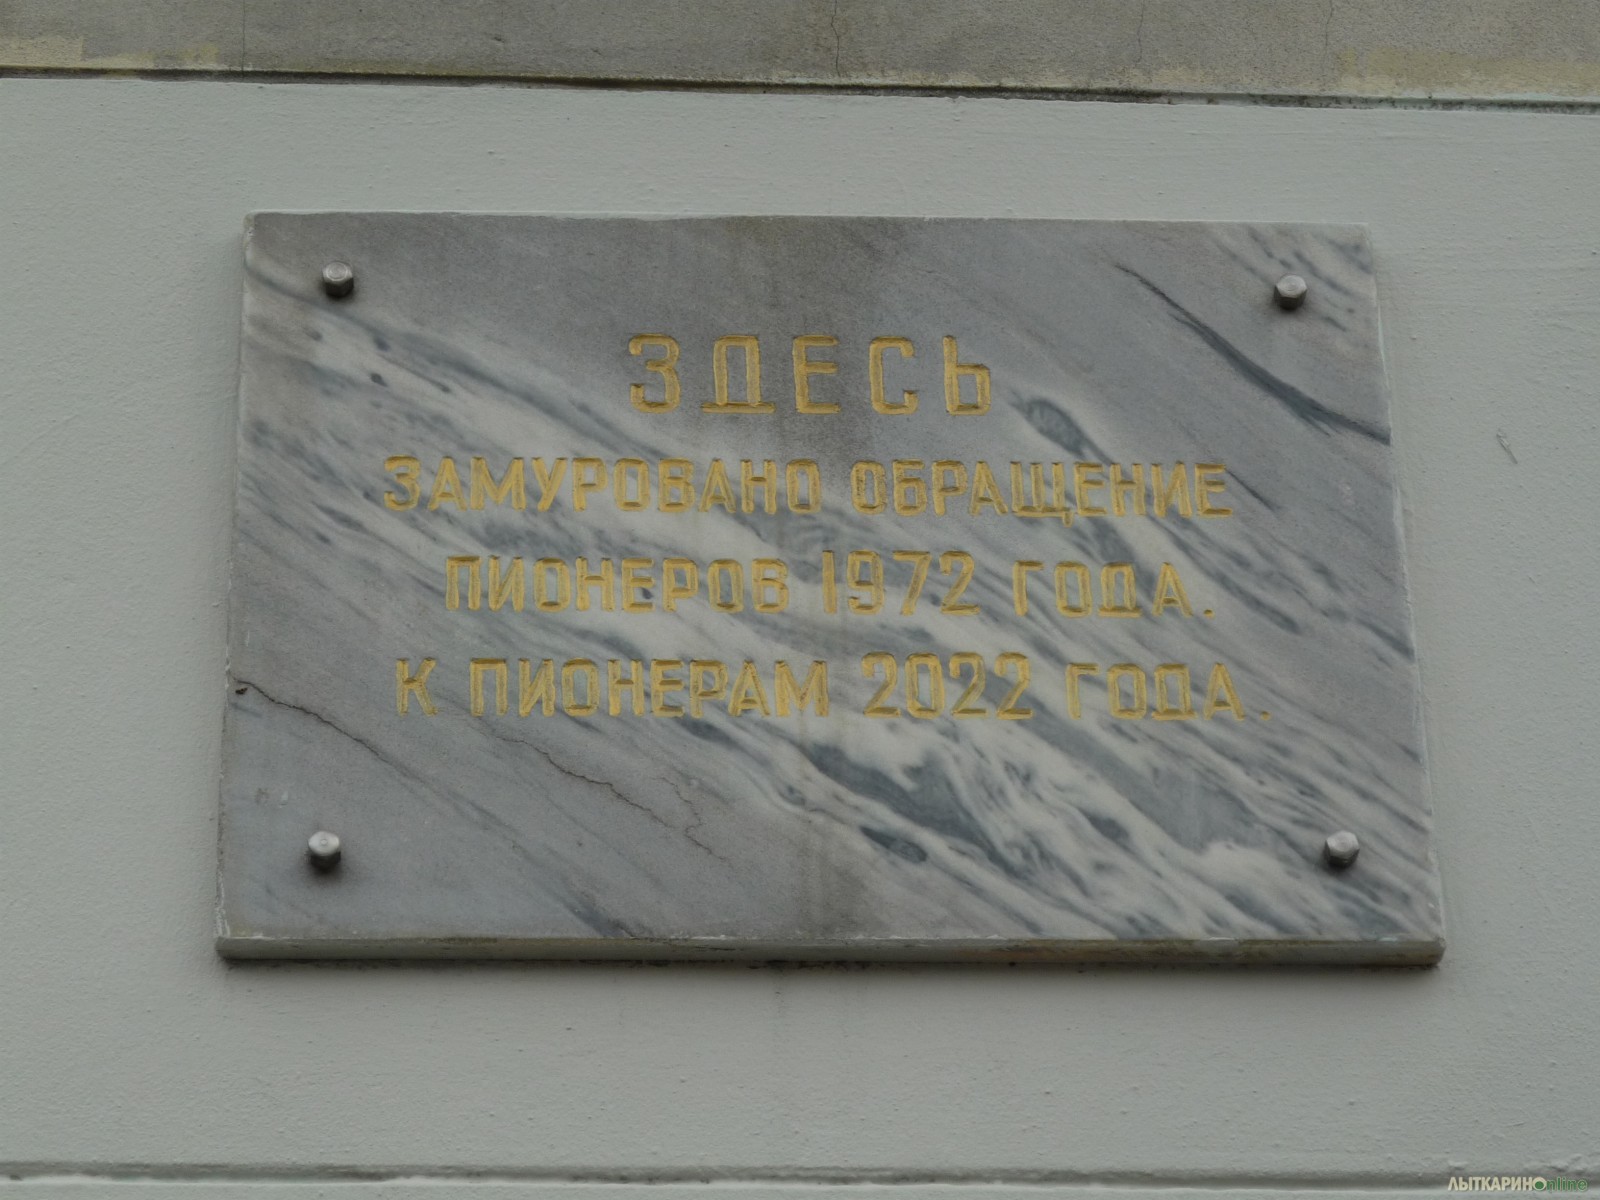 ЗДЕСЬ
ЗАМУРОВАНО ОБРАЩЕНИЕ
ПИОНЕРОВ 1972 ГОДА.
К ПИОНЕРАМ 2022 ГОДА.
ЛЫТКАРИНОonline